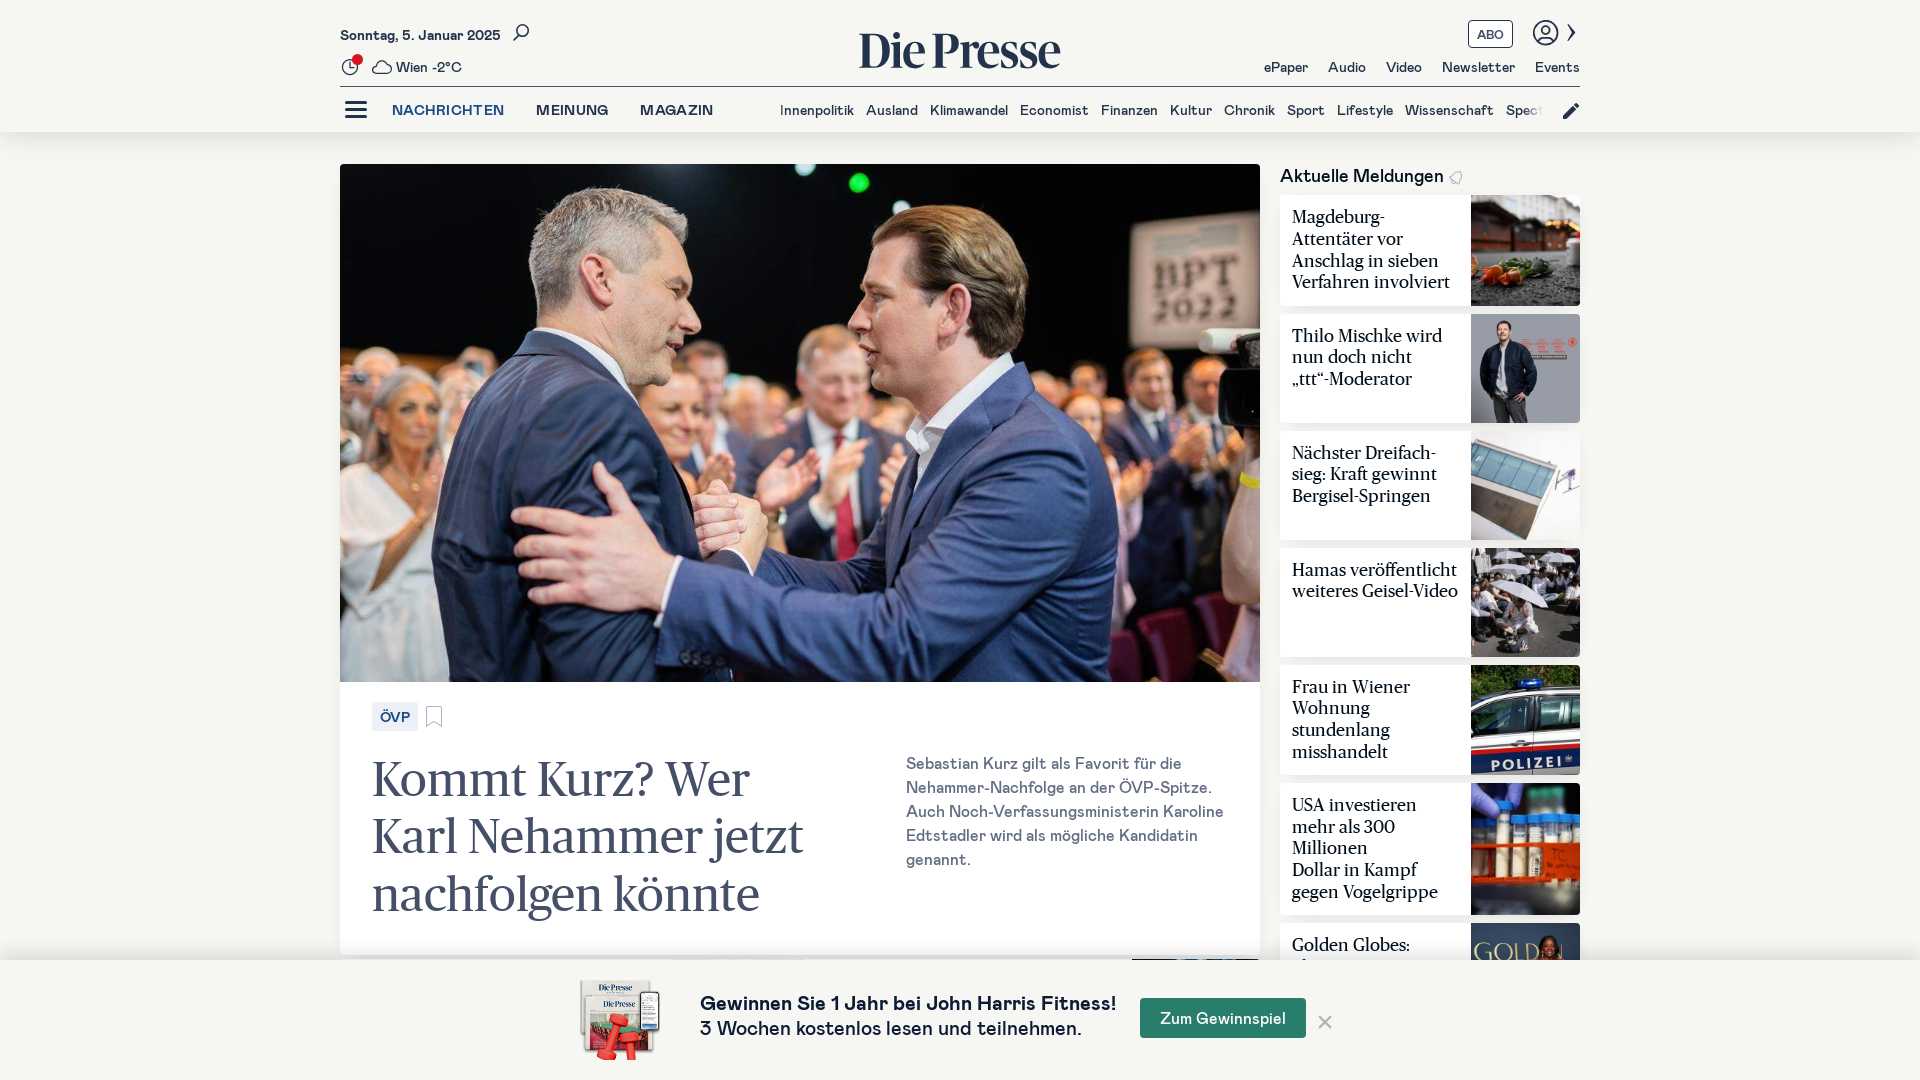 Sonntag, 5. Januar 2025
Wien -2°C
Die Presse
ABO
ePaper Audio Video Newsletter Events
NACHRICHTEN MEINUNG MAGAZIN
Innenpolitik Ausland Klimawandel Economist Finanzen Kultur Chronik Sport Lifestyle Wissenschaft
BPT
2022
ÖVP
Kommt Kurz? Wer
Karl Nehammer jetzt
nachfolgen könnte
Sebastian Kurz gilt als Favorit für die
Nehammer-Nachfolge an der ÖVP-Spitze.
Auch Noch-Verfassungsministerin Karoline
Edtstadler wird als mögliche Kandidatin
genannt.
Aktuelle Meldungen
Magdeburg-
Attentäter vor
Anschlag in sieben
Verfahren involviert
Thilo Mischke wird
nun doch nicht
„ttt“-Moderator
Nächster Dreifach-
sieg: Kraft gewinnt
Bergisel-Springen
Hamas veröffentlicht
weiteres Geisel-Video
Frau in Wiener
Wohnung
stundenlang
misshandelt
POLIZEI
USA investieren
mehr als 300
Millionen
Dollar in Kampf
gegen Vogelgrippe
Golden Globes:
GOLDEN
Die Presse
Die Presse
Gewinnen Sie 1 Jahr bei John Harris Fitness!
3 Wochen kostenlos lesen und teilnehmen.
Zum Gewinnspiel